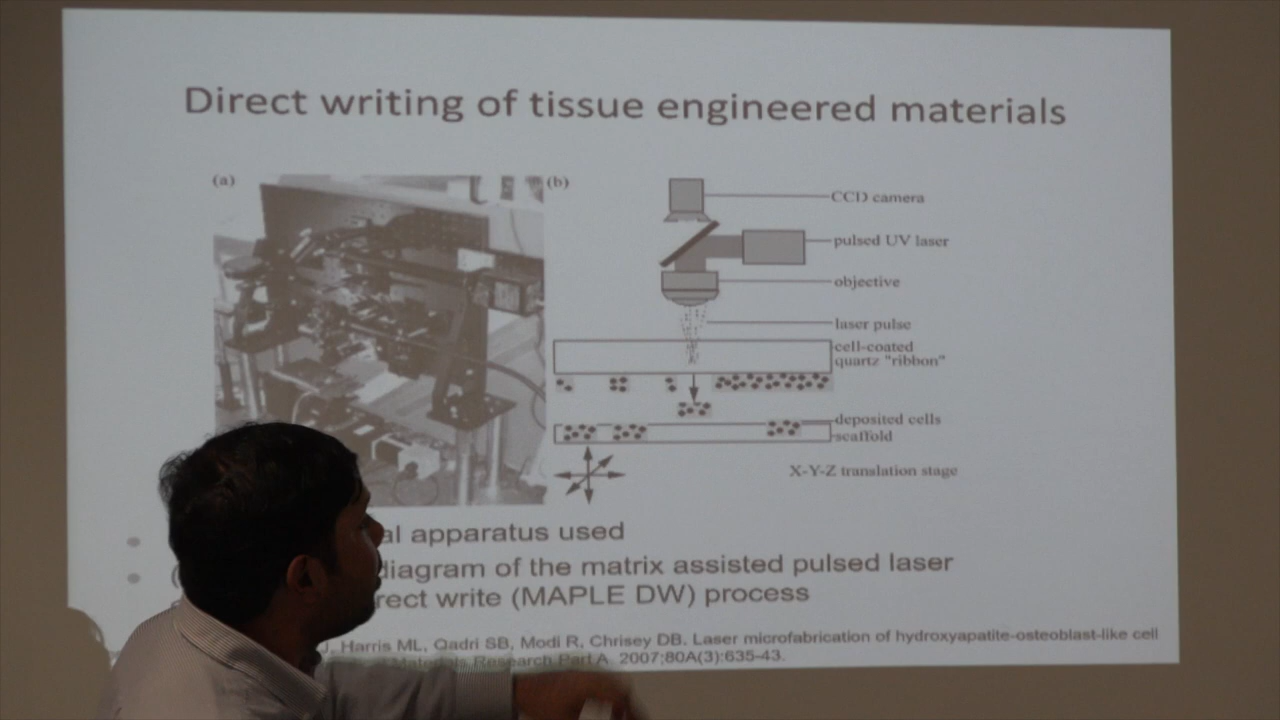 Direct writing of tissue engineered materials
(a)
(b)
CCD camera
pulsed UV laser
objective
laser pulse
cell-coated
quartz "ribbon"
deposited cells
scaffold
X-Y-Z translation stage
al apparatus used
diagram of the matrix assisted pulsed laser
rect write (MAPLE DW) process
J, Harris ML, Qadri SB, Modi R, Chrisey DB. Laser microfabrication of hydroxyapatite-osteoblast-like cell
Materials Research Part A. 2007;80A(3):635-43.